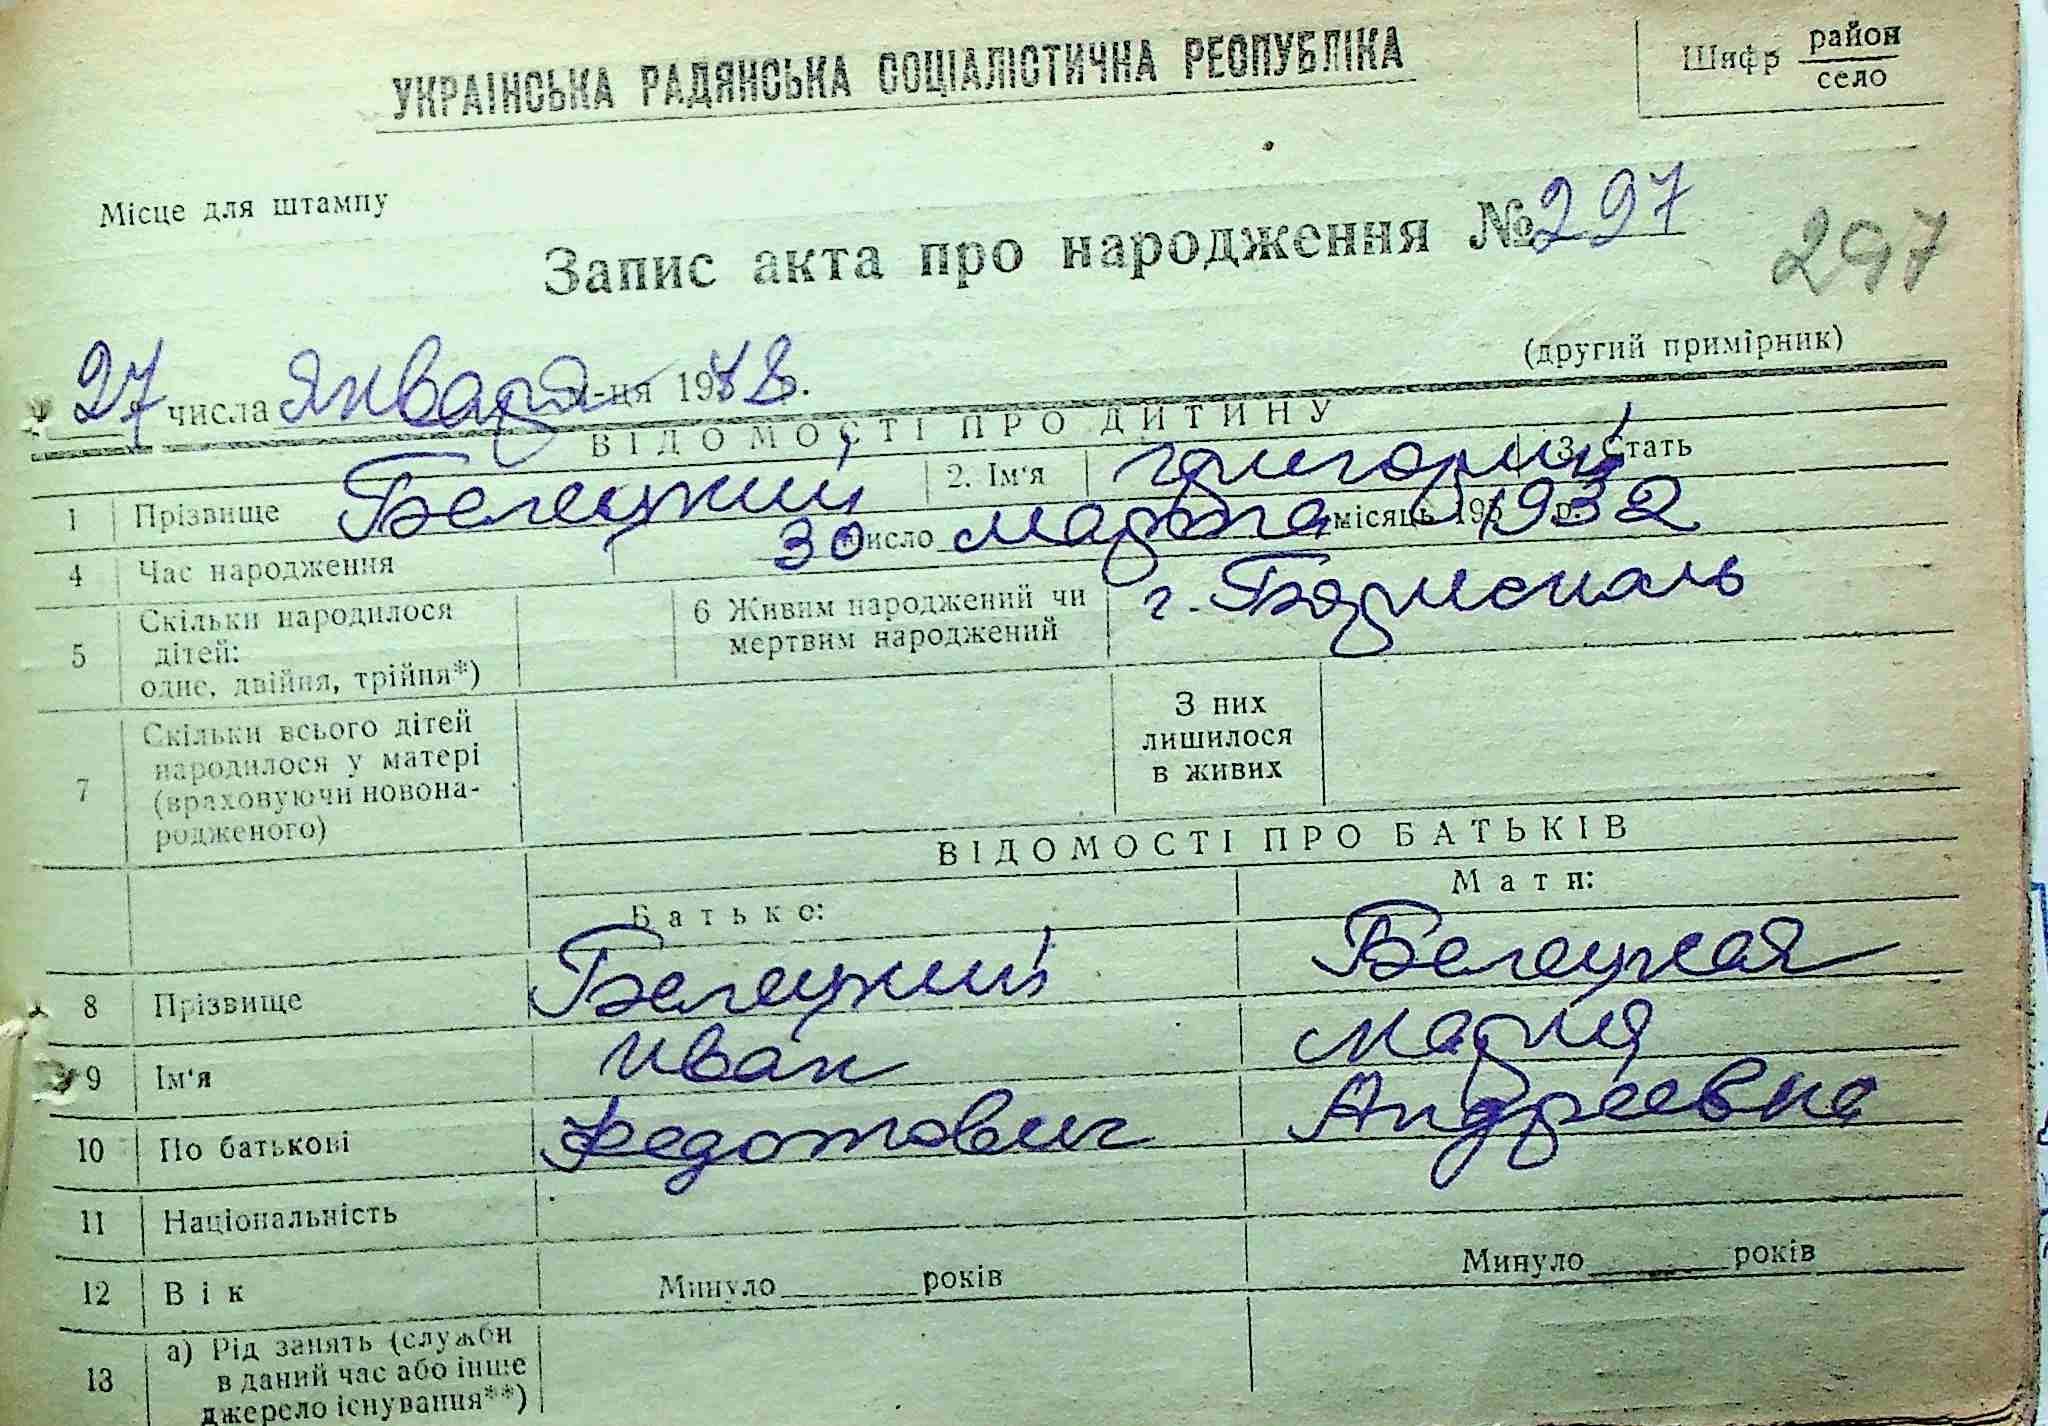 УКРАЇНСЬКА РАДЯНСЬКА СОЦІАЛІСТИЧНА РЕСПУБЛІКА
Шифр район
село
Місце для штампу
Запис акта про народження № 297
297
(другий примірник)
27 числа января м-ця 1948 р.
ВІДОМОСТІ ПРО ДИТИНУ
1 Прізвище Белецкий 2. Ім'я Григорий 3. Стать
4 Час народження 30 число марта місяць 195 р. 1932
5 Скільки народилося дітей: одне, двійня, трійня*) 6 Живим народжений чи мертвим народжений г. Борисполь
7 Скільки всього дітей народилося у матері (враховуючи новонародженого) З них лишилося в живих
ВІДОМОСТІ ПРО БАТЬКІВ
Батько: Мати:
8 Прізвище Белецкий Белецкая
9 Ім'я Иван Мария
10 По батькові Федотович Андреевна
11 Національність
12 Вік Минуло років Минуло років
13 а) Рід занять (служби в даний час або інше джерело існування**)